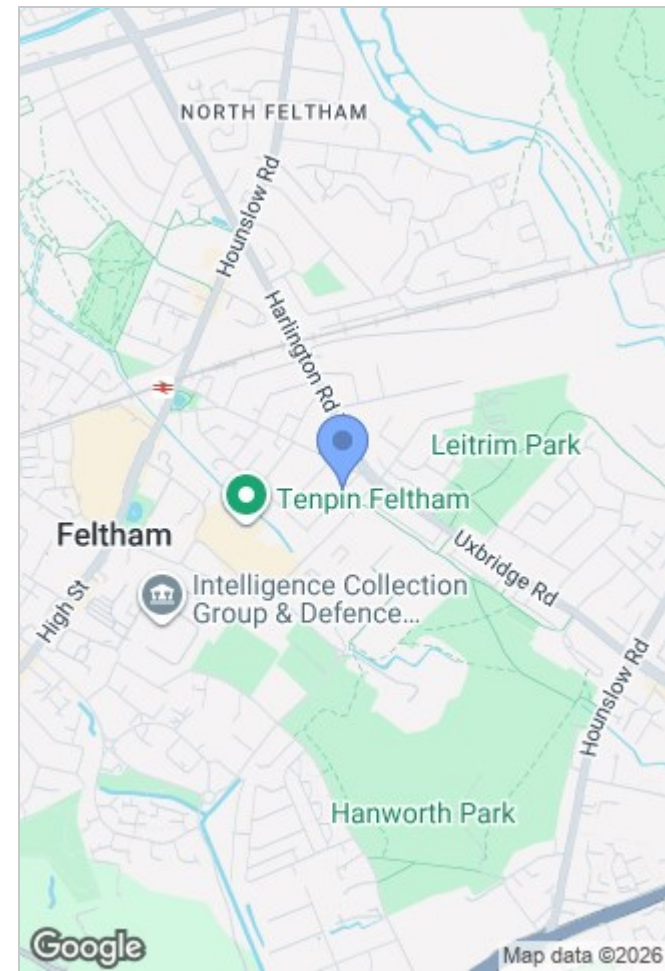 NORTH FELTHAM
Hounslow Rd
Harlington Rd
Leitrim Park
Tenpin Feltham
Feltham
Uxbridge Rd
Intelligence Collection
Group & Defence...
High St
Hounslow Rd
Hanworth Park
Google
Map data ©2026